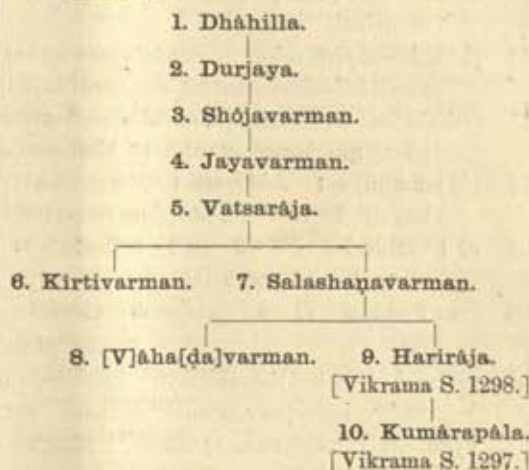 1. Dhâhilla.
2. Durjaya.
3. Shôjavarman.
4. Jayavarman.
5. Vatsarâja.
6. Kirtivarman. 7. Salashaṇavarman.
8. [V]âha[ḍa]varman. 9. Harirâja.
[Vikrama S. 1298.]
10. Kumârapâla.
[Vikrama S. 1297.]